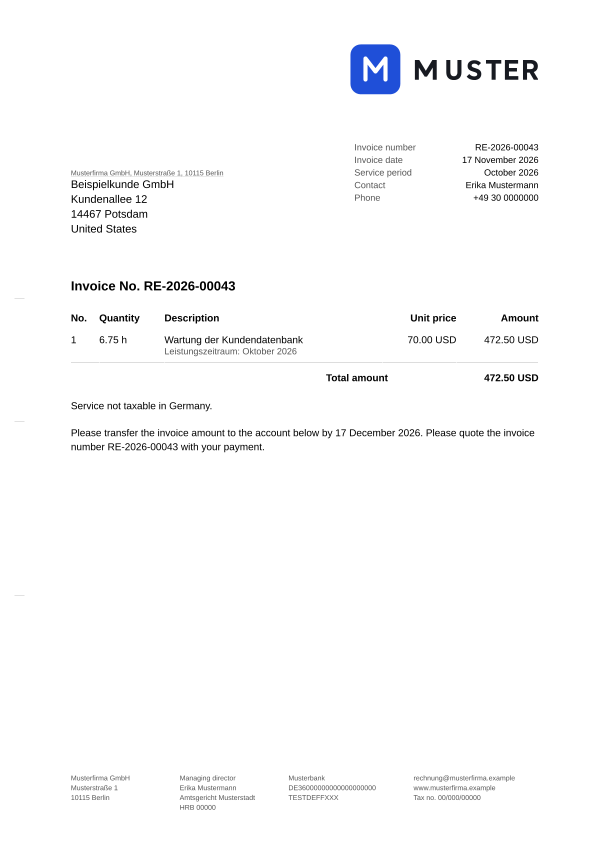 M MUSTER
Invoice number RE-2026-00043
Invoice date 17 November 2026
Service period October 2026
Contact Erika Mustermann
Phone +49 30 0000000
Musterfirma GmbH, Musterstraße 1, 10115 Berlin
Beispielkunde GmbH
Kundenallee 12
14467 Potsdam
United States
Invoice No. RE-2026-00043
No. Quantity Description Unit price Amount
1 6.75 h Wartung der Kundendatenbank 70.00 USD 472.50 USD
Leistungszeitraum: Oktober 2026
Total amount 472.50 USD
Service not taxable in Germany.
Please transfer the invoice amount to the account below by 17 December 2026. Please quote the invoice
number RE-2026-00043 with your payment.
Musterfirma GmbH Managing director Musterbank rechnung@musterfirma.example
Musterstraße 1 Erika Mustermann DE36000000000000000000 www.musterfirma.example
10115 Berlin Amtsgericht Musterstadt TESTDEFFXXX Tax no. 00/000/00000
HRB 00000